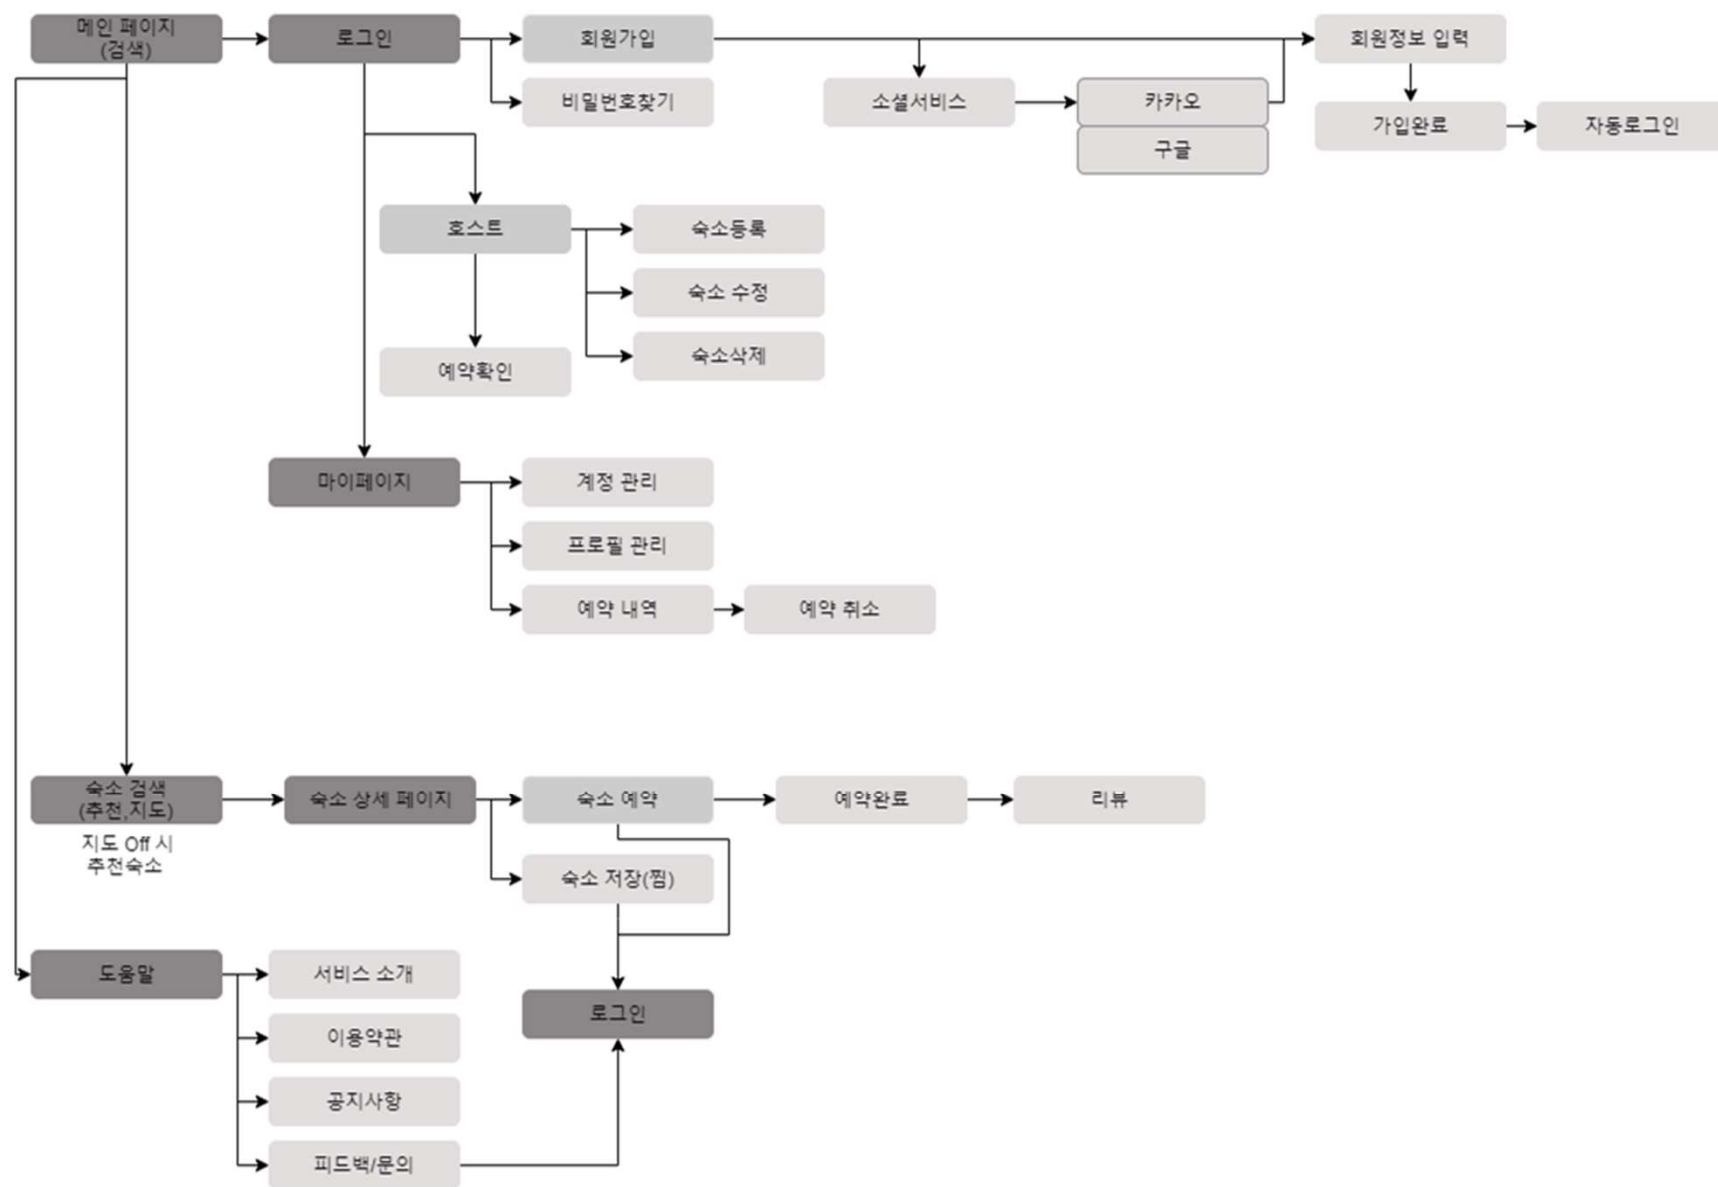 메인 페이지
(검색)
로그인
회원가입
회원정보 입력
비밀번호찾기
소셜서비스
카카오
가입완료
자동로그인
구글
호스트
숙소등록
숙소 수정
숙소삭제
예약확인
마이페이지
계정 관리
프로필 관리
예약 내역
예약 취소
숙소 검색
(추천,지도)
숙소 상세 페이지
숙소 예약
예약완료
리뷰
지도 Off 시
추천숙소
숙소 저장(찜)
도움말
서비스 소개
로그인
이용약관
공지사항
피드백/문의